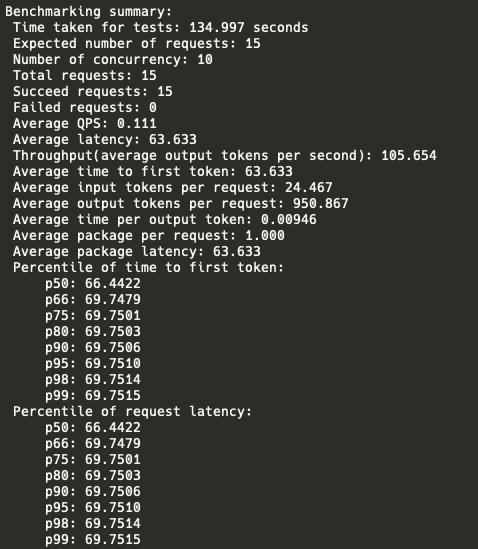 Benchmarking summary:
Time taken for tests: 134.997 seconds
Expected number of requests: 15
Number of concurrency: 10
Total requests: 15
Succeed requests: 15
Failed requests: 0
Average QPS: 0.111
Average latency: 63.633
Throughput(average output tokens per second): 105.654
Average time to first token: 63.633
Average input tokens per request: 24.467
Average output tokens per request: 950.867
Average time per output token: 0.00946
Average package per request: 1.000
Average package latency: 63.633
Percentile of time to first token:
p50: 66.4422
p66: 69.7479
p75: 69.7501
p80: 69.7503
p90: 69.7506
p95: 69.7510
p98: 69.7514
p99: 69.7515
Percentile of request latency:
p50: 66.4422
p66: 69.7479
p75: 69.7501
p80: 69.7503
p90: 69.7506
p95: 69.7510
p98: 69.7514
p99: 69.7515